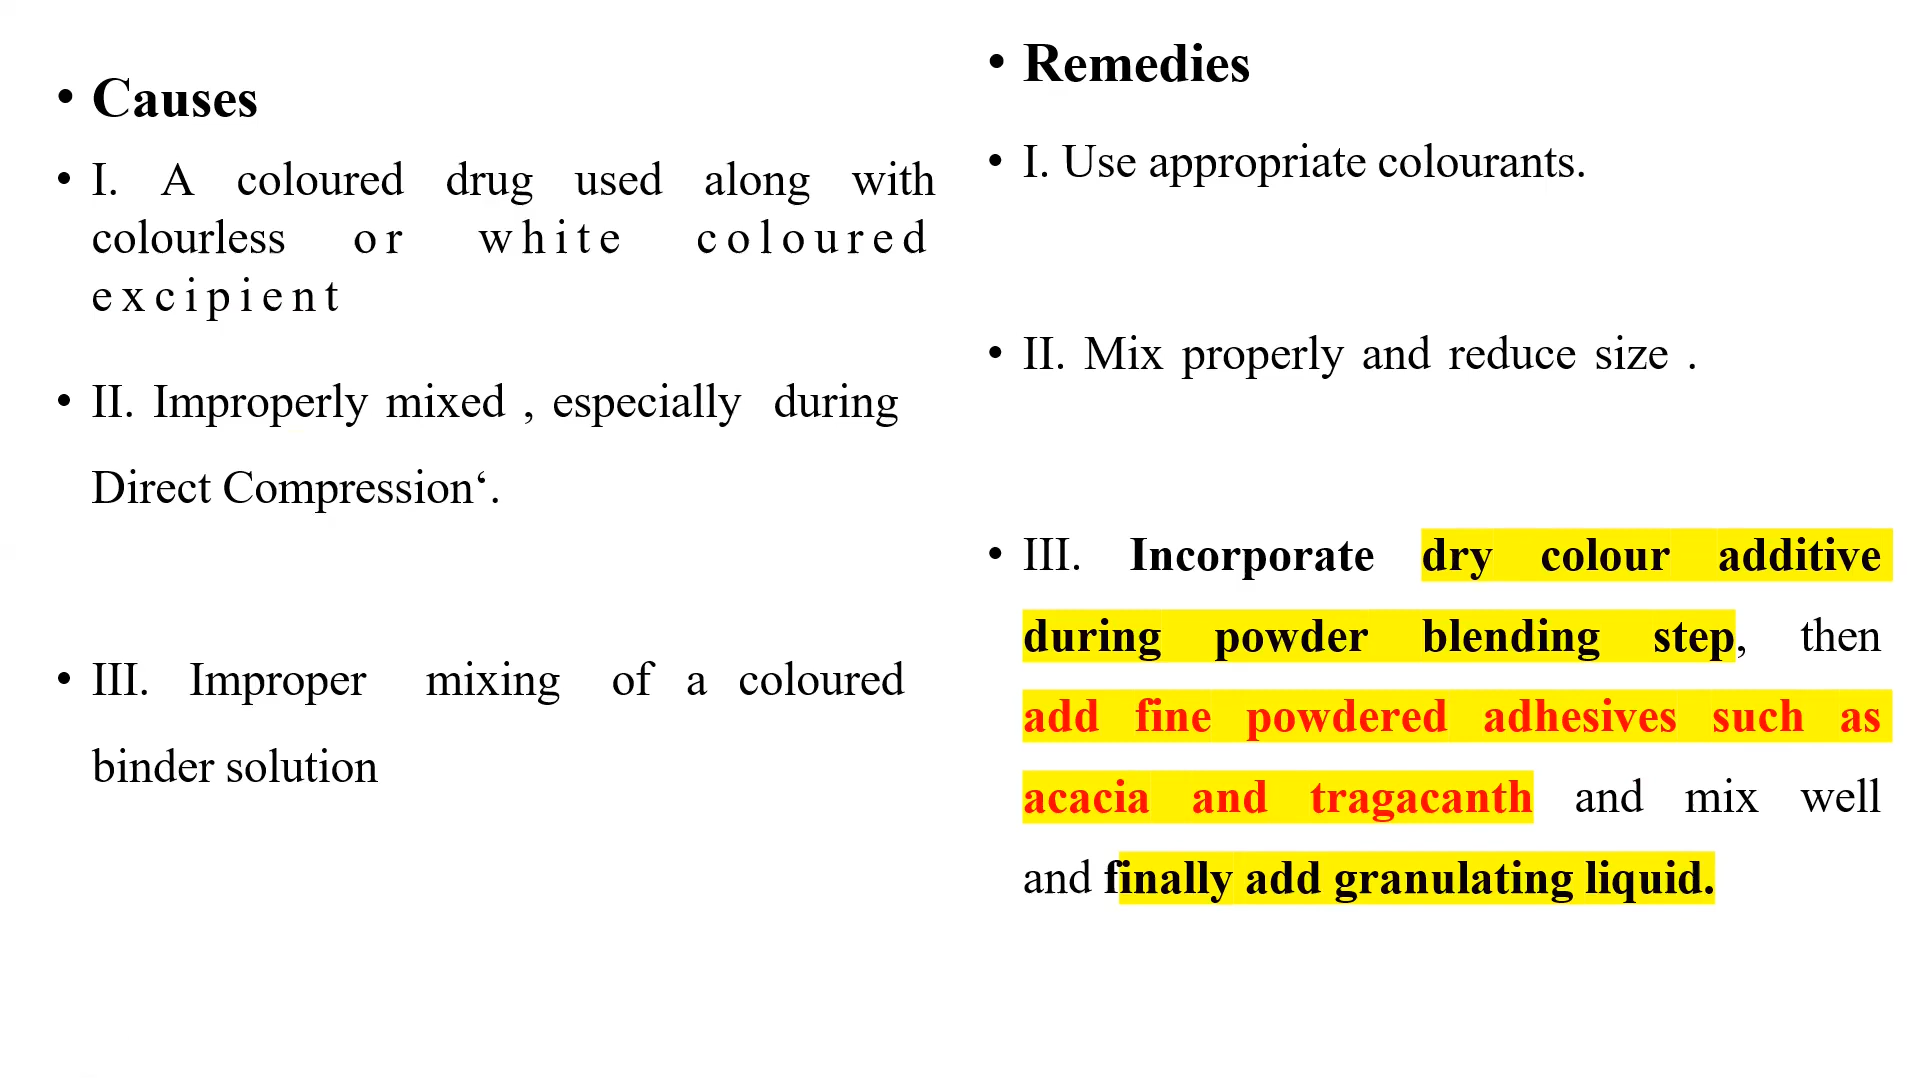 • Causes
• I. A coloured drug used along with
colourless or white coloured
excipient
• II. Improperly mixed , especially during
Direct Compression‘.
• III. Improper mixing of a coloured
binder solution
• Remedies
• I. Use appropriate colourants.
• II. Mix properly and reduce size .
• III. Incorporate dry colour additive
during powder blending step, then
add fine powdered adhesives such as
acacia and tragacanth and mix well
and finally add granulating liquid.